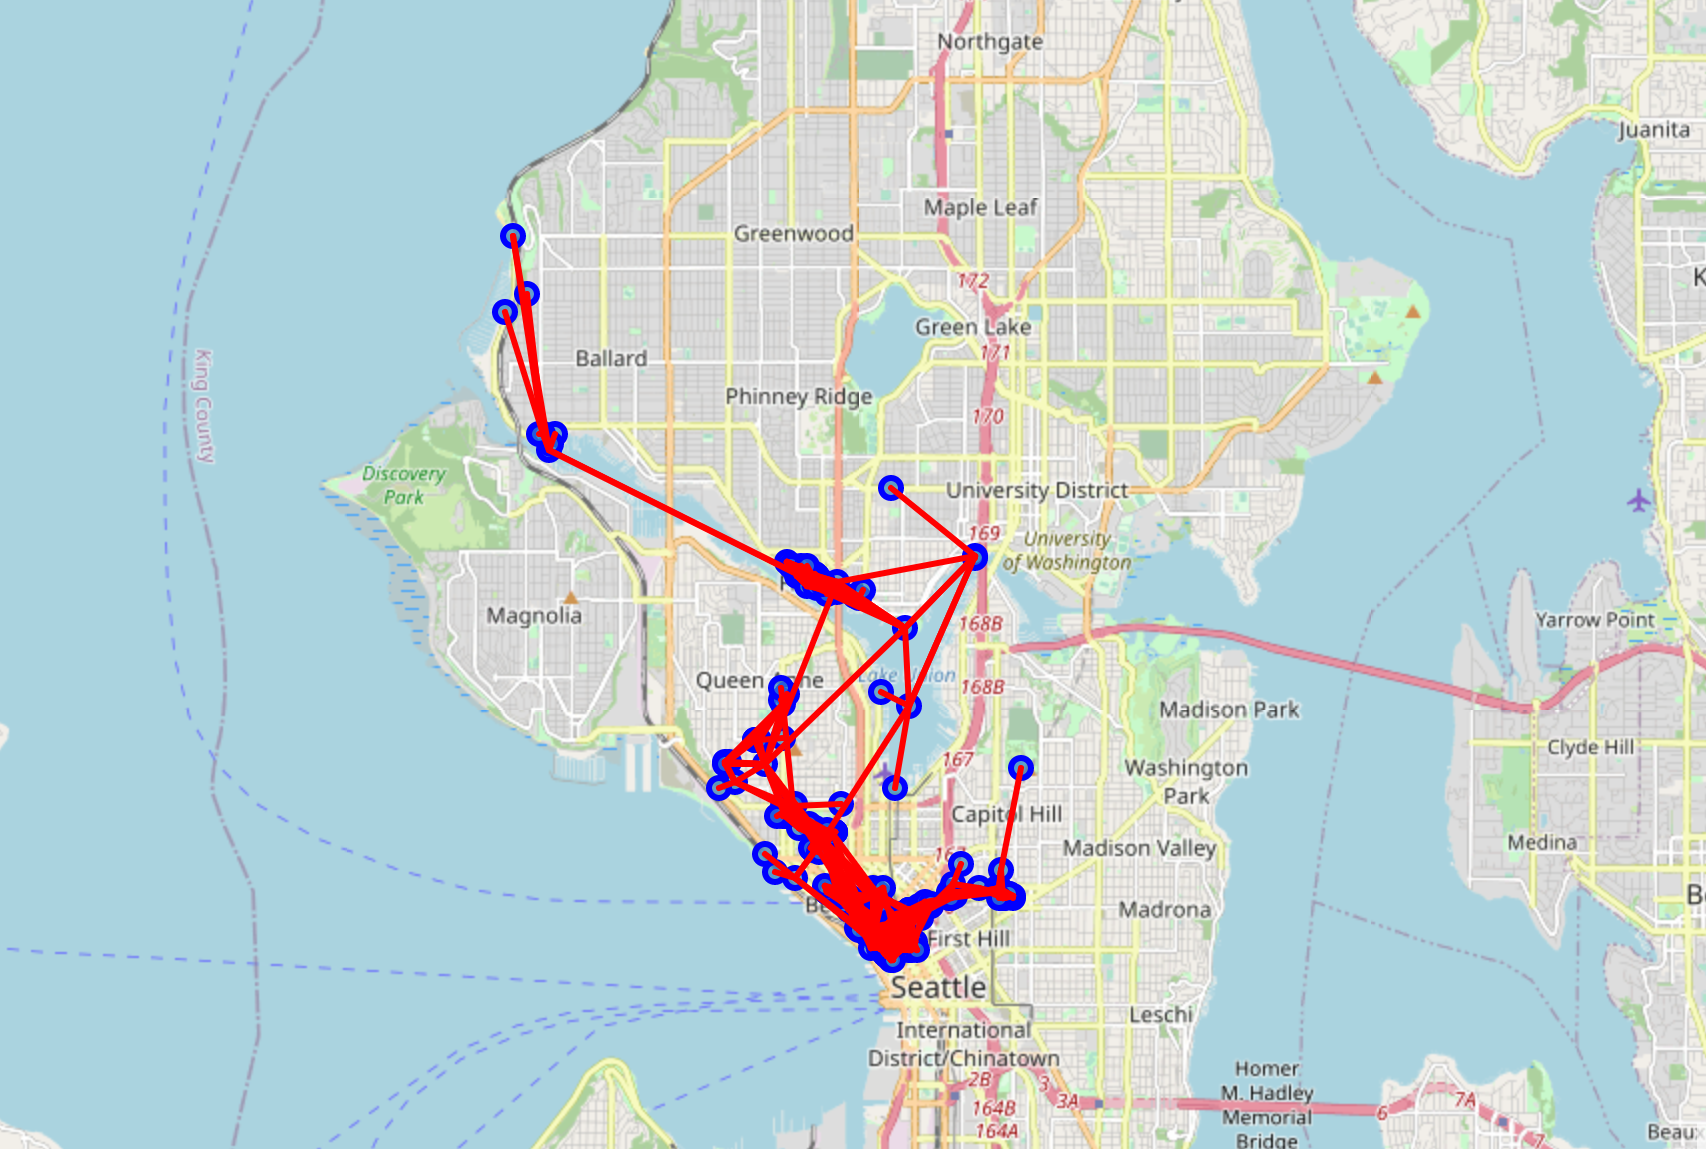 Northgate
Juanita
Maple Leaf
Greenwood
172
Green Lake
171
King County
Ballard
Phinney Ridge
170
Discovery
Park
University District
169
University
of Washington
Magnolia
168B
Yarrow Point
Lake Union
Queen Anne
168B
Madison Park
Clyde Hill
167
Washington
Park
Capitol Hill
Medina
Madison Valley
Madrona
First Hill
Seattle
Leschi
International
District/Chinatown
Homer
M. Hadley
Memorial
Bridge
2B
3
3A
164B
164A
6
7A
7
Beaux